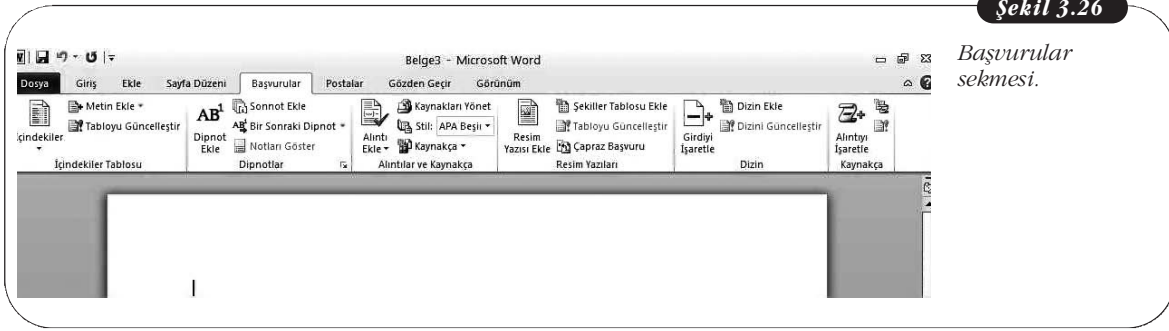 Şekil 3.26
Başvurular
sekmesi.
Belge3 - Microsoft Word
Dosya Giriş Ekle Sayfa Düzeni Başvurular Postalar Gözden Geçir Görünüm
Metin Ekle
Tabloyu Güncelleştir
İçindekiler Tablosu
AB¹
Dipnot
Ekle
Sonnot Ekle
Bir Sonraki Dipnot
Notları Göster
Dipnotlar
Alıntı
Ekle
Kaynakları Yönet
Stil: APA Beşli
Kaynakça
Alıntılar ve Kaynakça
Resim
Yazısı Ekle
Şekiller Tablosu Ekle
Tabloyu Güncelleştir
Çapraz Başvuru
Resim Yazıları
Girdiyi
İşaretle
Dizin Ekle
Dizini Güncelleştir
Dizin
Alıntıyı
İşaretle
Kaynakça